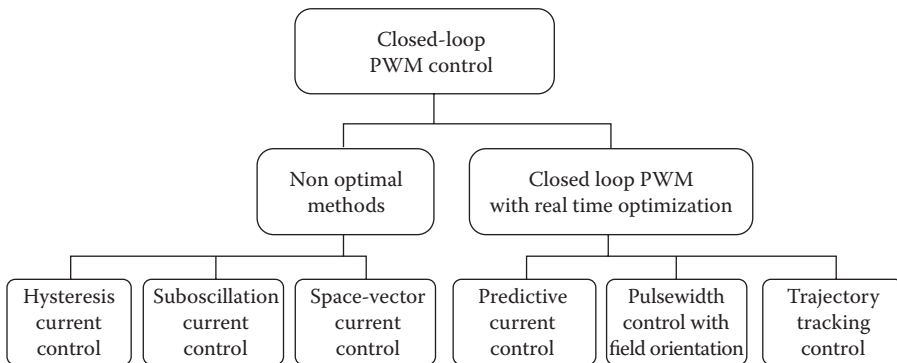 Closed-loop
PWM control
Non optimal
methods
Closed loop PWM
with real time optimization
Hysteresis
current
control
Suboscillation
current
control
Space-vector
current
control
Predictive
current
control
Pulsewidth
control with
field orientation
Trajectory
tracking
control